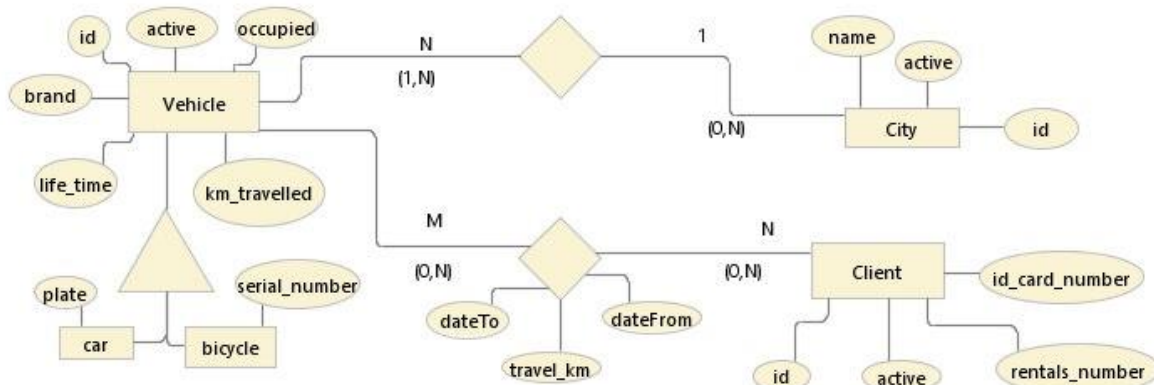 id
active
occupied
brand
Vehicle
life_time
km_travelled
N
(1,N)
1
(0,N)
name
active
City
id
plate
car
serial_number
bicycle
M
(0,N)
N
(0,N)
dateTo
travel_km
dateFrom
Client
id_card_number
id
active
rentals_number